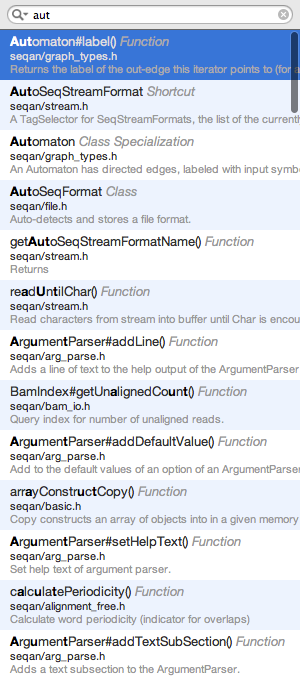 aut
Automaton#label() Function
seqan/graph_types.h
Returns the label of the out-edge this iterator points to (for a
AutoSeqStreamFormat Shortcut
seqan/stream.h
A TagSelector for SeqStreamFormats, the list of the current
Automaton Class Specialization
seqan/graph_types.h
An Automaton has directed edges, labeled with input symb
AutoSeqFormat Class
seqan/file.h
Auto-detects and stores a file format.
getAutoSeqStreamFormatName() Function
seqan/stream.h
Returns
readUntilChar() Function
seqan/stream.h
Read characters from stream into buffer until Char is encou
ArgumentParser#addLine() Function
seqan/arg_parse.h
Adds a line of text to the help output of the ArgumentParser
BamIndex#getUnalignedCount() Function
seqan/bam_io.h
Query index for number of unaligned reads.
ArgumentParser#addDefaultValue() Function
seqan/arg_parse.h
Add to the default values of an option of an ArgumentParser
arrayConstructCopy() Function
seqan/basic.h
Copy constructs an array of objects into in a given memory
ArgumentParser#setHelpText() Function
seqan/arg_parse.h
Set help text of argument parser.
calculatePeriodicity() Function
seqan/alignment_free.h
Calculate word periodicity (indicator for overlaps)
ArgumentParser#addTextSubSection() Function
seqan/arg_parse.h
Adds a text subsection to the ArgumentParser.